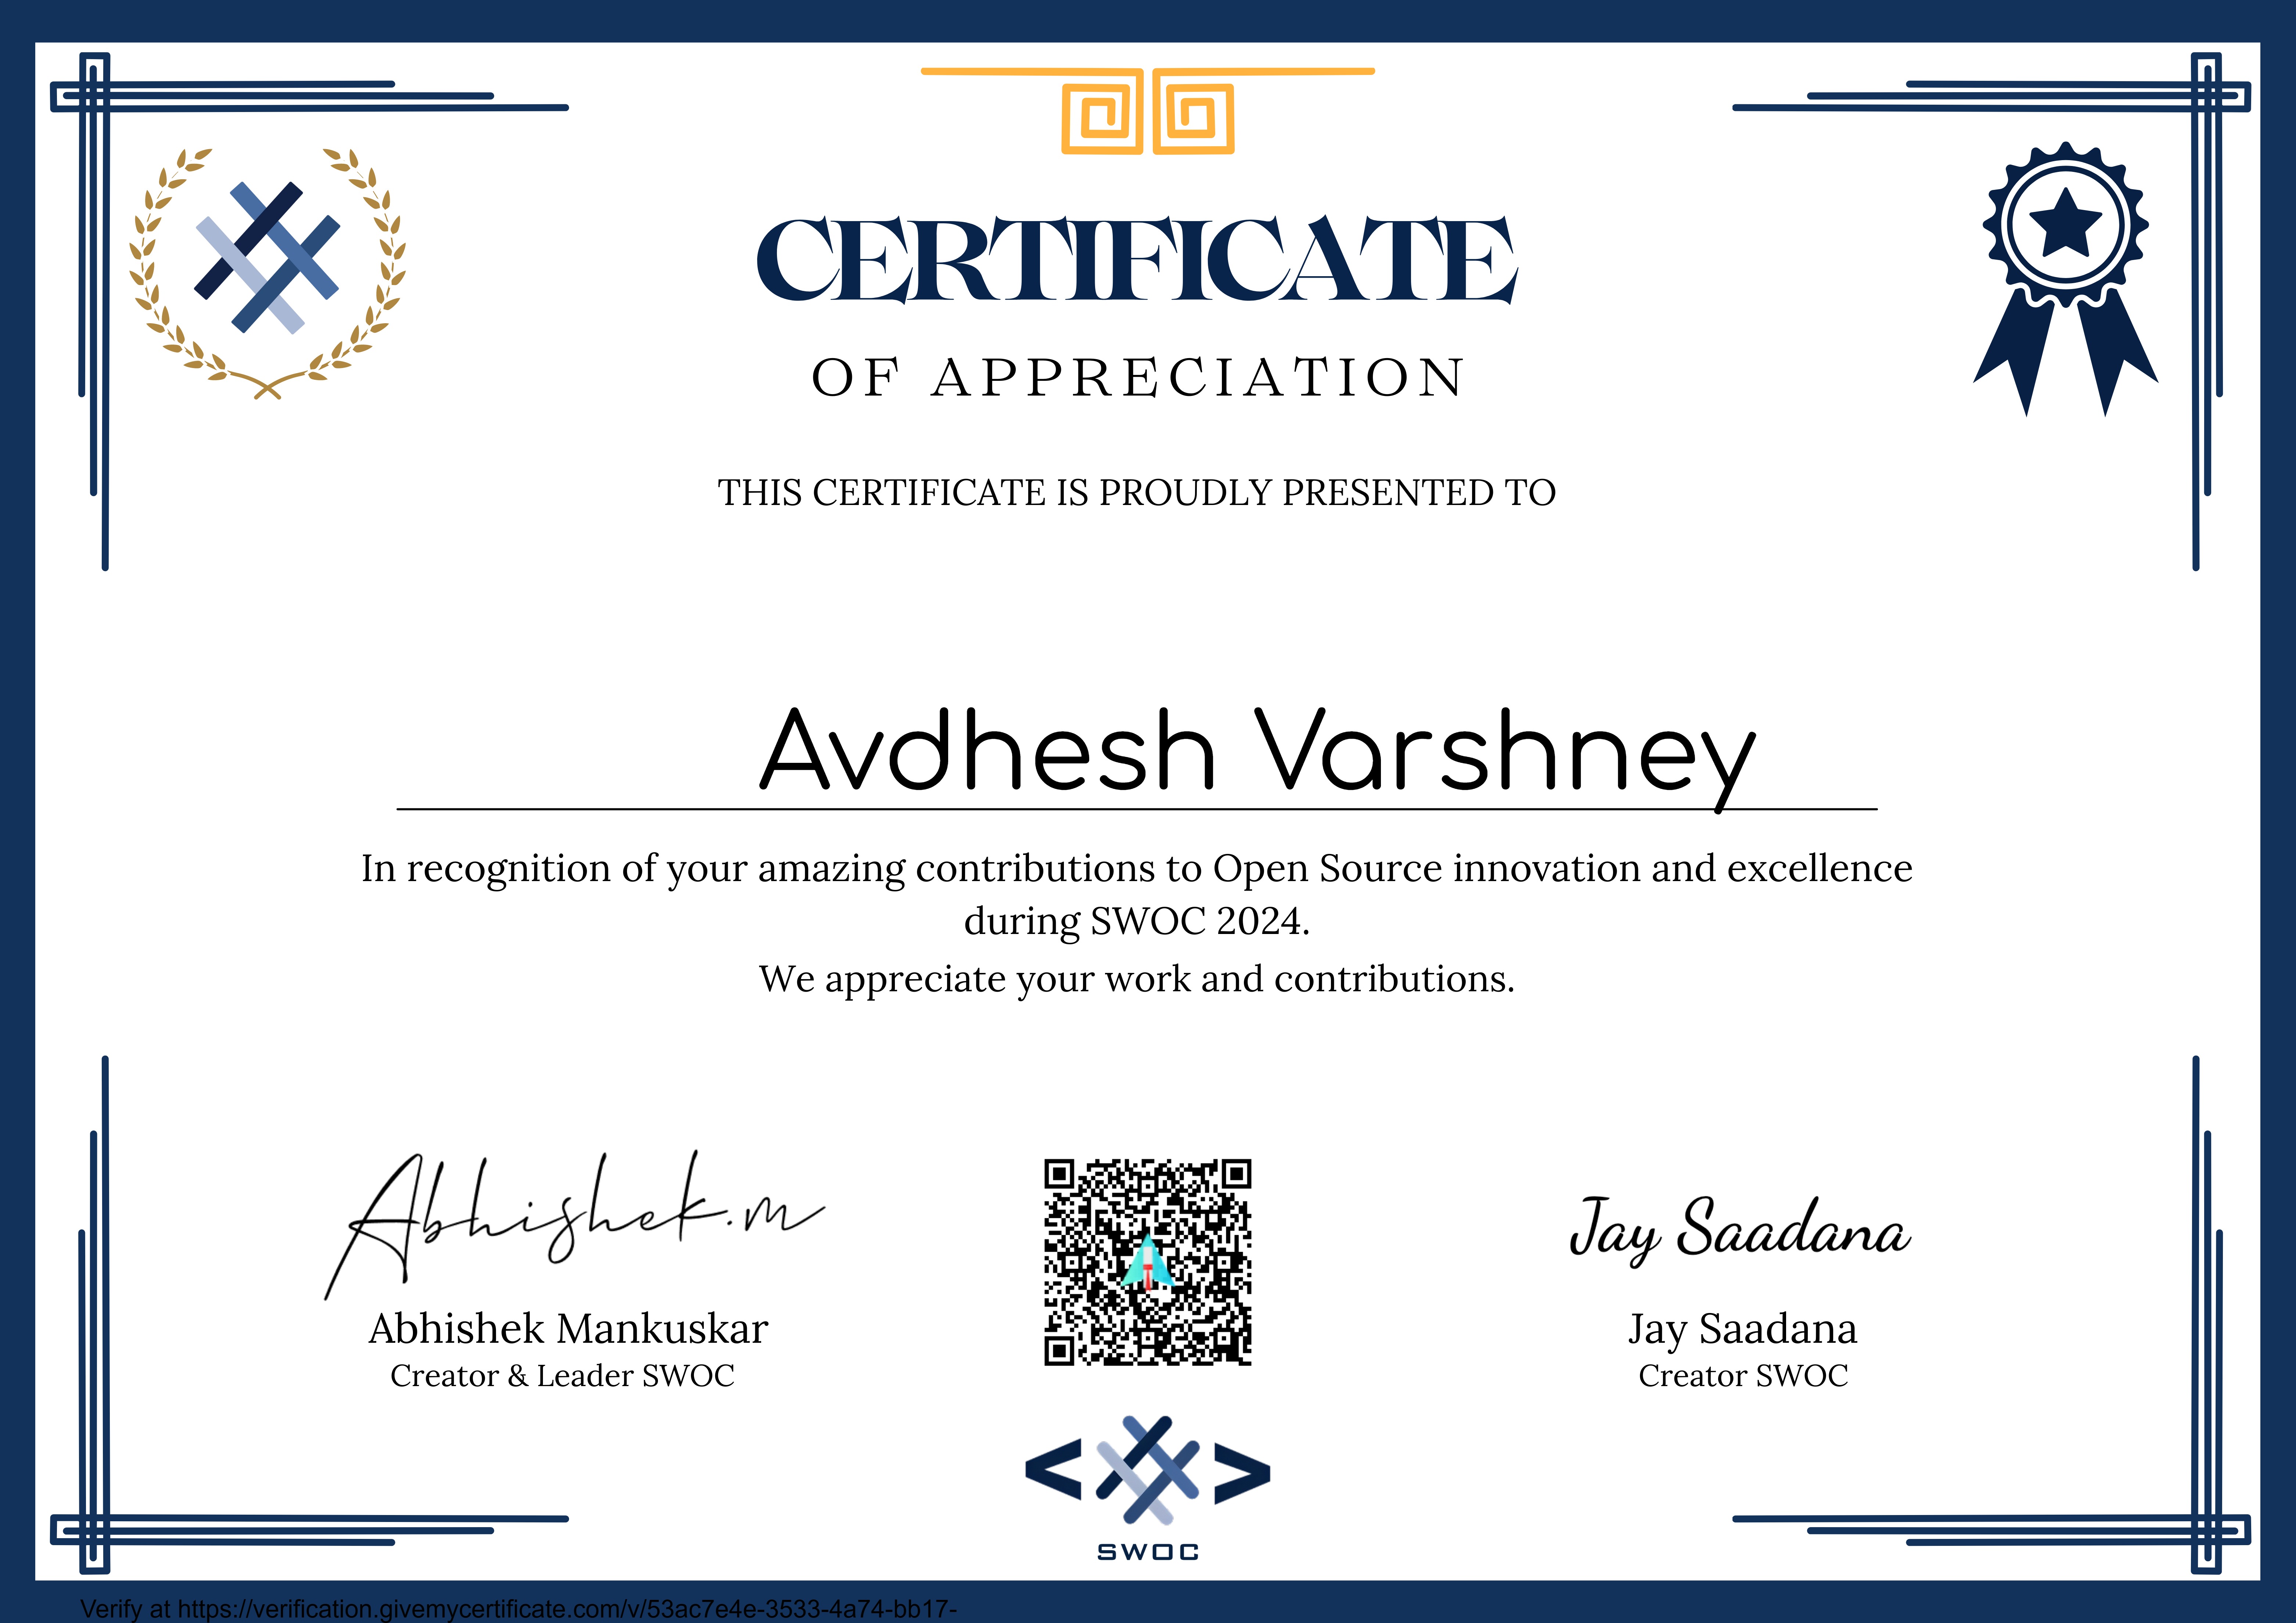 CERTIFICATE
OF APPRECIATION
THIS CERTIFICATE IS PROUDLY PRESENTED TO
Avdhesh Varshney
In recognition of your amazing contributions to Open Source innovation and excellence
during SWOC 2024.
We appreciate your work and contributions.
Abhishek.m
Jay Saadana
Abhishek Mankuskar
Jay Saadana
Creator & Leader SWOC
Creator SWOC
< >
SWOC
Verify at https://verification.givemycertificate.com/v/53ac7e4e-3533-4a74-bb17-